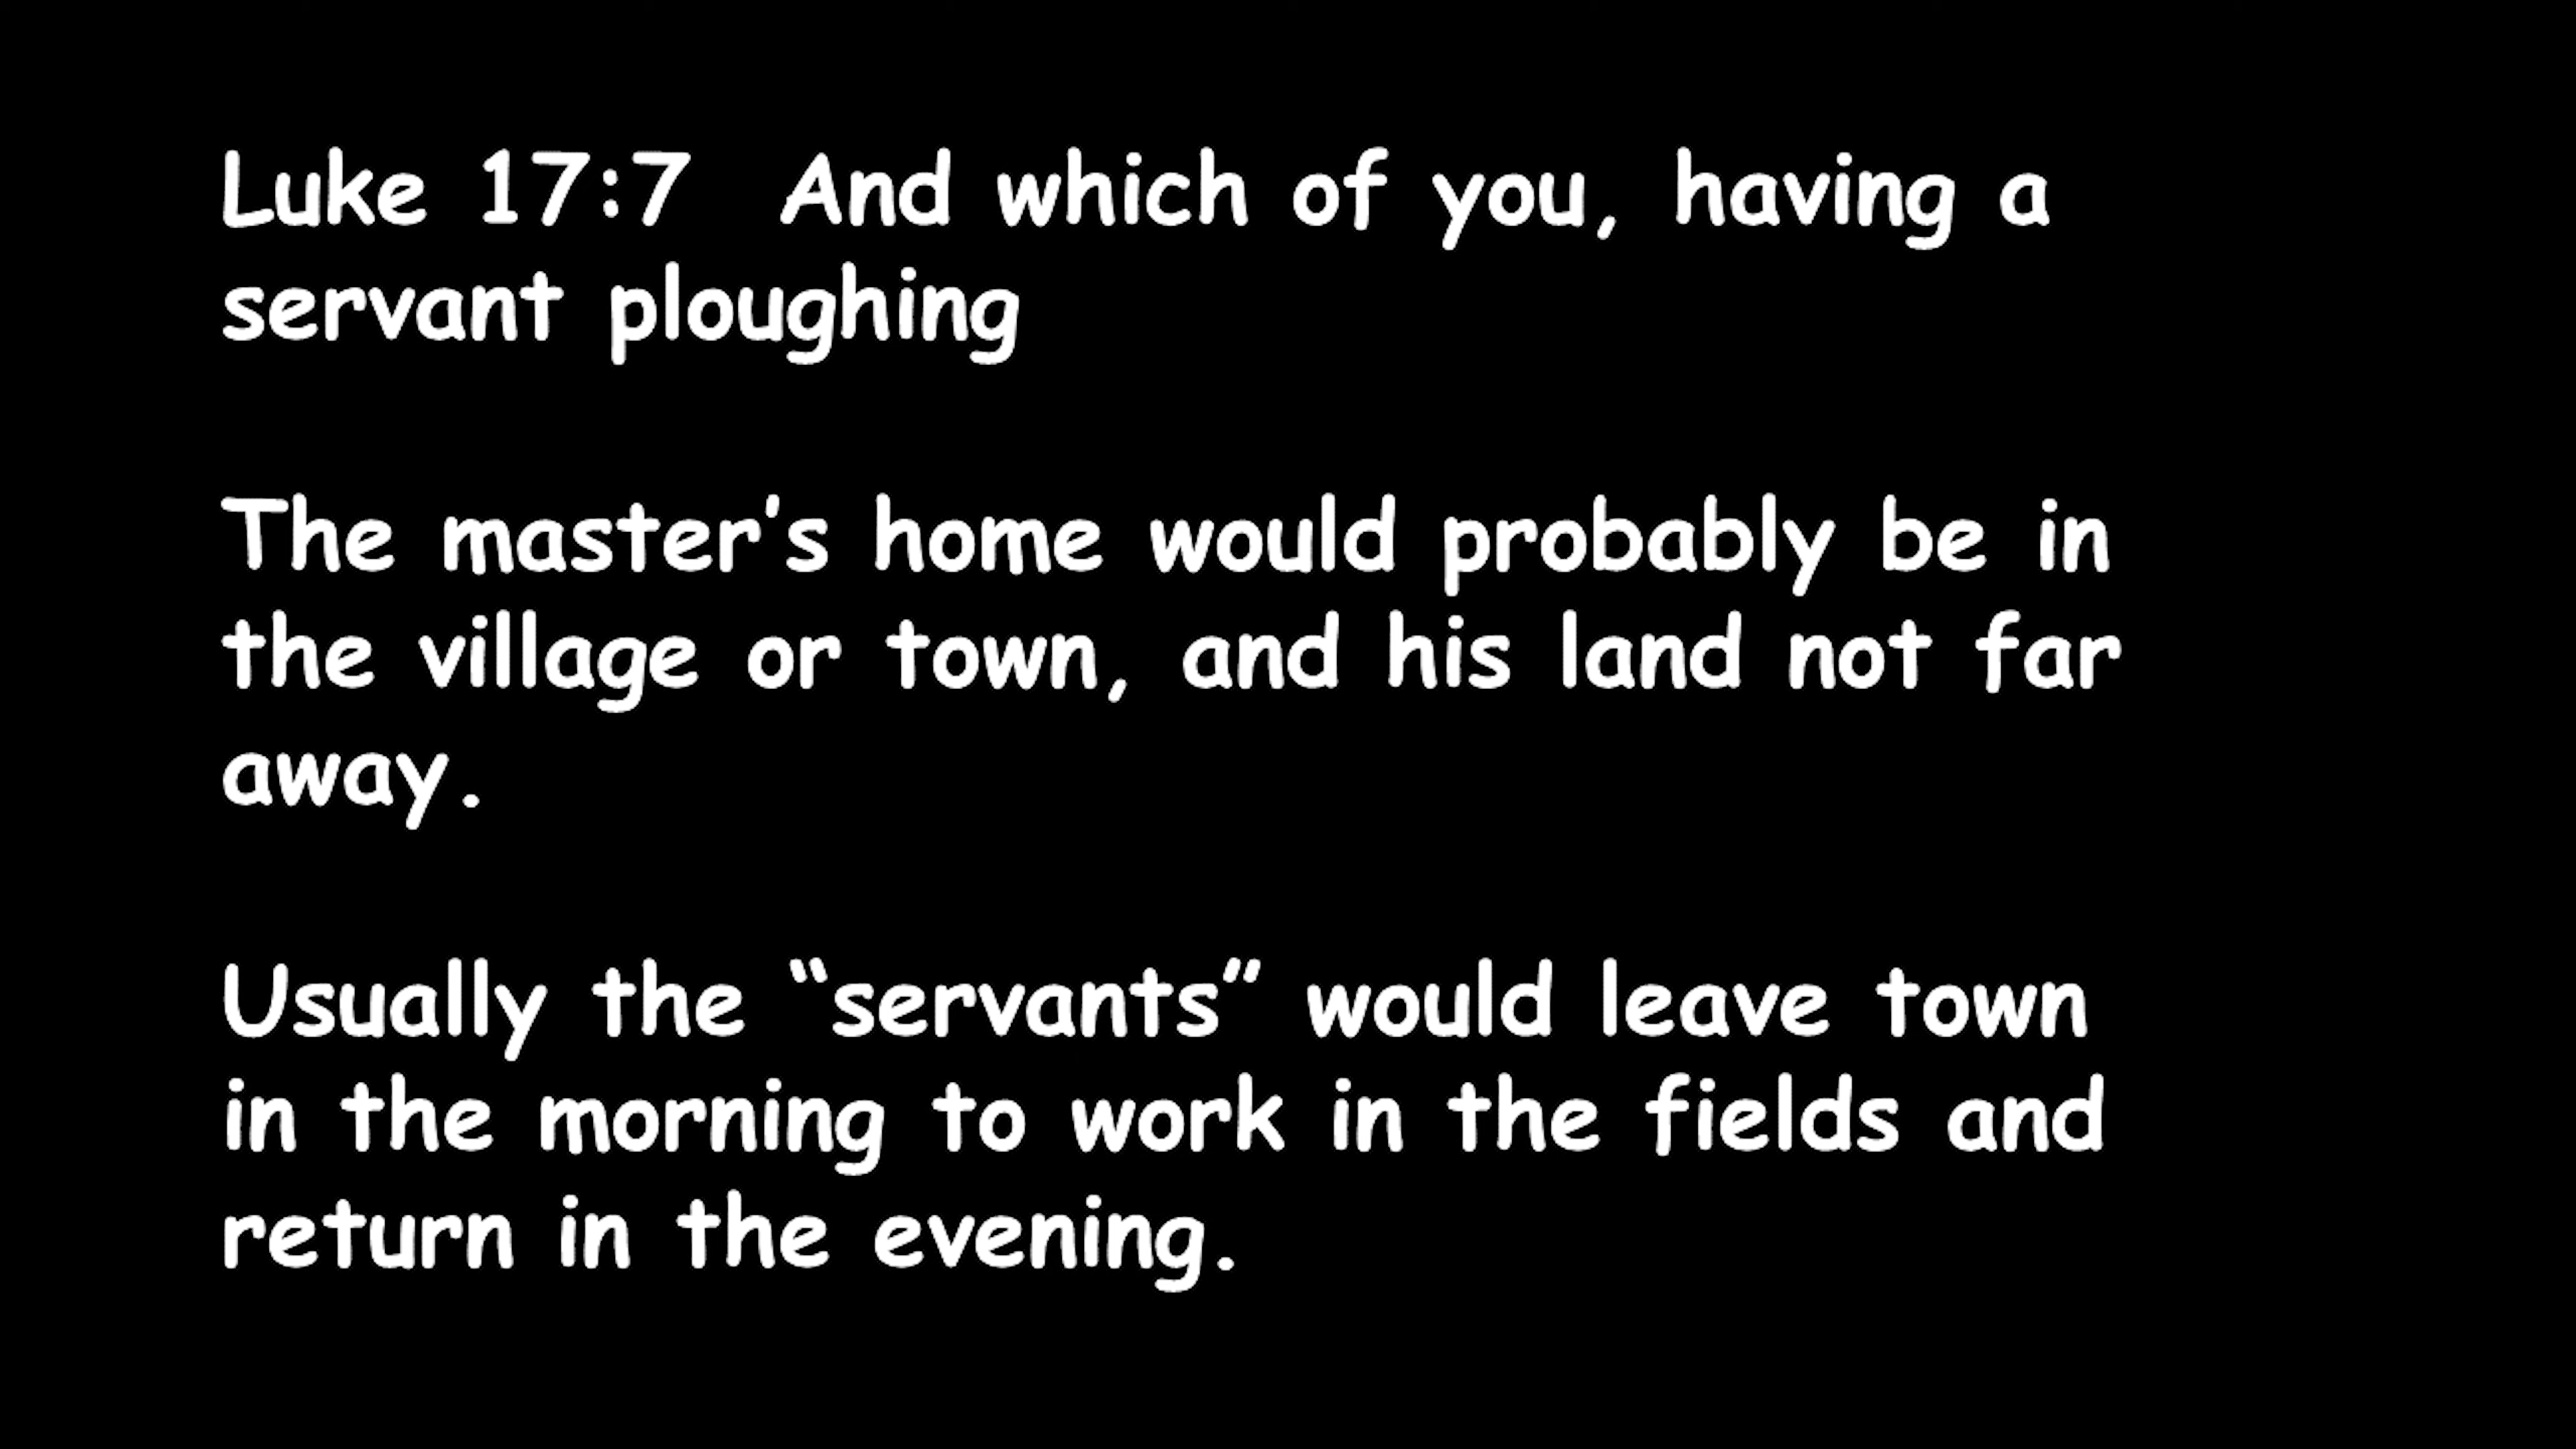 Luke 17:7  And which of you, having a
servant ploughing
The master's home would probably be in
the village or town, and his land not far
away.
Usually the “servants” would leave town
in the morning to work in the fields and
return in the evening.